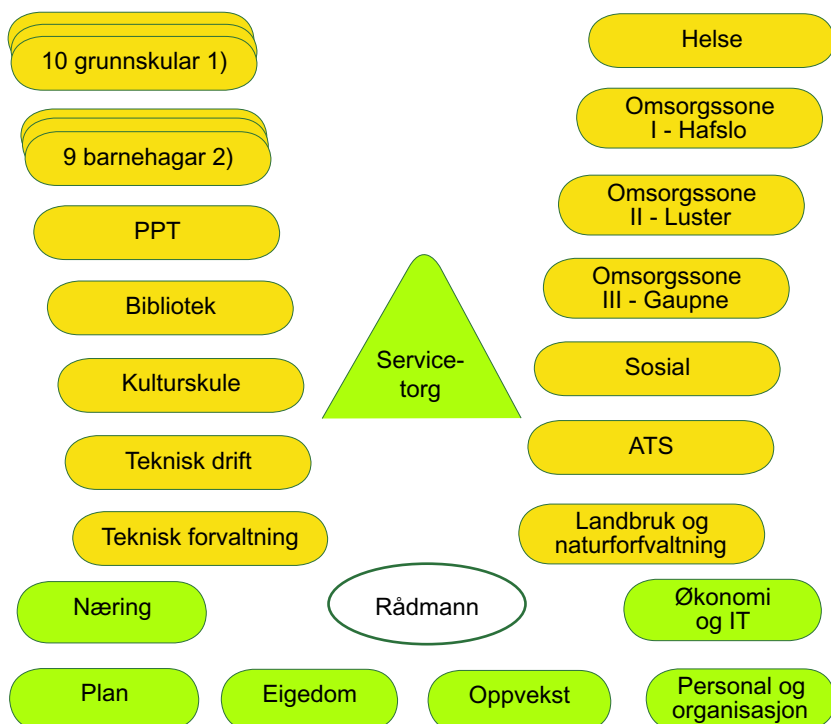 10 grunnskular 1)
9 barnehagar 2)
PPT
Bibliotek
Kulturskule
Teknisk drift
Teknisk forvaltning
Service-
torg
Helse
Omsorgssone
I - Hafslo
Omsorgssone
II - Luster
Omsorgssone
III - Gaupne
Sosial
ATS
Landbruk og
naturforfvaltning
Næring
Rådmann
Økonomi
og IT
Plan
Eigedom
Oppvekst
Personal og
organisasjon